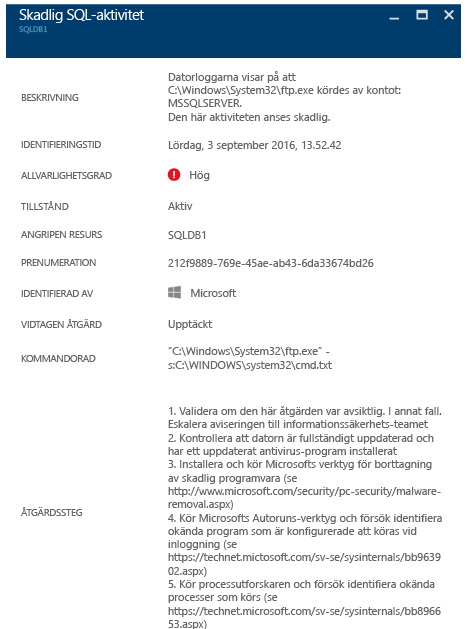 Skadlig SQL-aktivitet
SQLDB1
BESKRIVNING
Datorloggarna visar på att
C:\Windows\System32\ftp.exe kördes av kontot:
MSSQLSERVER.
Den här aktiviteten anses skadlig.
IDENTIFIERINGSTID
Lördag, 3 september 2016, 13.52.42
ALLVARLIGHETSGRAD
Hög
TILLSTÅND
Aktiv
ANGRIPEN RESURS
SQLDB1
PRENUMERATION
212f9889-769e-45ae-ab43-6da33674bd26
IDENTIFIERAD AV
Microsoft
VIDTAGEN ÅTGÄRD
Upptäckt
KOMMANDORAD
"C:\Windows\System32\ftp.exe" -
s:C:\WINDOWS\system32\cmd.txt
ÅTGÄRDSSTEG
1. Validera om den här åtgärden var avsiktlig. I annat fall.
Eskalera aviseringen till informationssäkerhets-teamet
2. Kontrollera att datorn är fullständigt uppdaterad och
har ett uppdaterat antivirus-program installerat
3. Installera och kör Microsofts verktyg för borttagning
av skadlig programvara (se
http://www.microsoft.com/security/pc-security/malware-
removal.aspx)
4. Kör Microsofts Autoruns-verktyg och försök identifiera
okända program som är konfigurerade att köras vid
inloggning (se
https://technet.mictosoft.com/sv-se/sysinternals/bb9639
02.aspx)
5. Kör processutforskaren och försök identifiera okända
processer som körs (se
https://technet.microsoft.com/sv-se/sysinternals/bb8966
53.aspx)